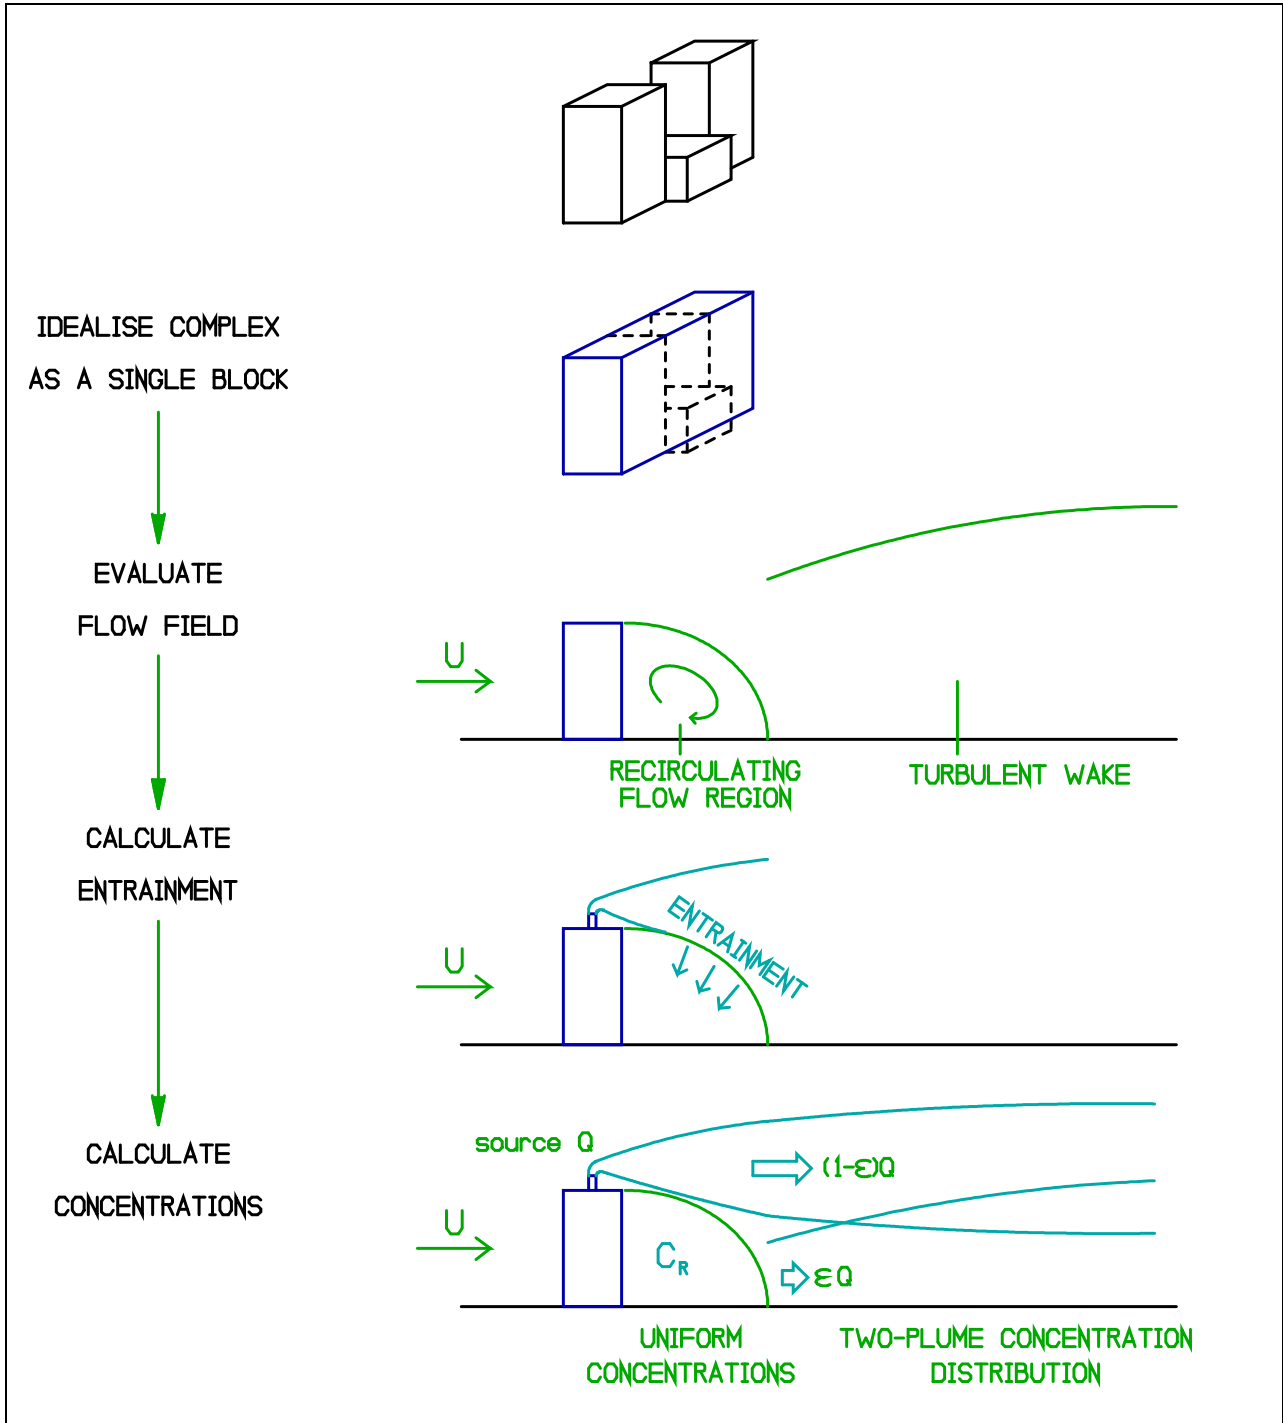 IDEALISE COMPLEX
AS A SINGLE BLOCK
EVALUATE
FLOW FIELD
U
RECIRCULATING
FLOW REGION
TURBULENT WAKE
CALCULATE
ENTRAINMENT
ENTRAINMENT
U
CALCULATE
CONCENTRATIONS
source Q
(1-ε)Q
U
CR
εQ
UNIFORM
CONCENTRATIONS
TWO-PLUME CONCENTRATION
DISTRIBUTION